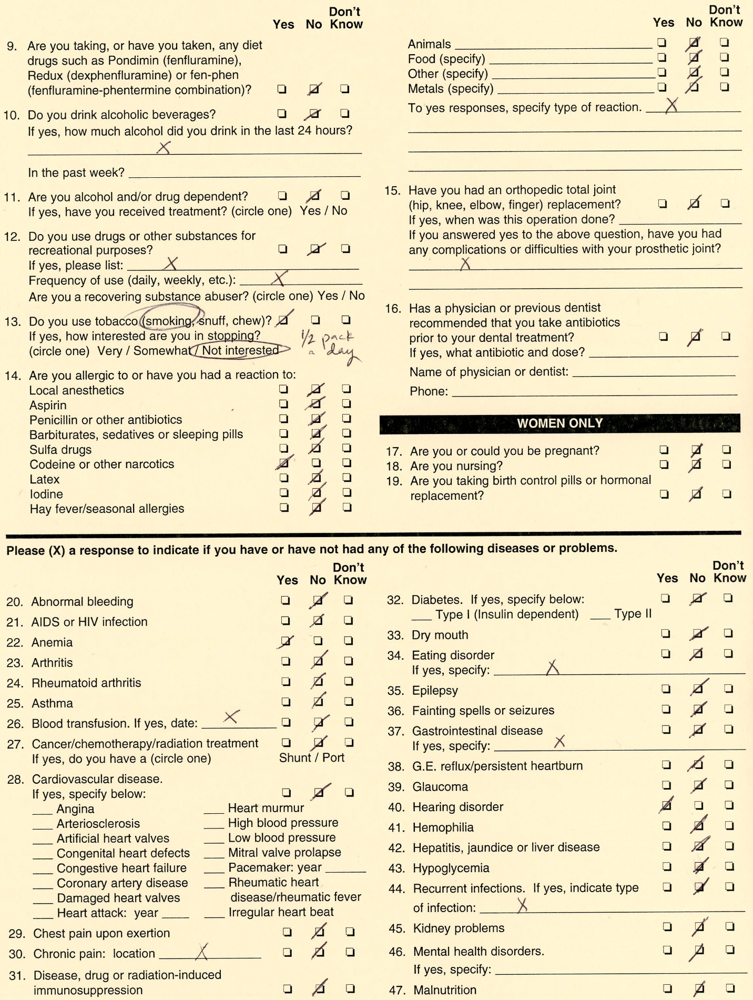 Yes No Don't Know
9. Are you taking, or have you taken, any diet
drugs such as Pondimin (fenfluramine),
Redux (dexphenfluramine) or fen-phen
(fenfluramine-phentermine combination)?
10. Do you drink alcoholic beverages?
If yes, how much alcohol did you drink in the last 24 hours?
X
In the past week?
11. Are you alcohol and/or drug dependent?
If yes, have you received treatment? (circle one) Yes / No
12. Do you use drugs or other substances for
recreational purposes?
If yes, please list: X
Frequency of use (daily, weekly, etc.): X
Are you a recovering substance abuser? (circle one) Yes / No
13. Do you use tobacco (smoking, snuff, chew)?
If yes, how interested are you in stopping?
(circle one) Very / Somewhat / Not interested
1/2 pack
a day
14. Are you allergic to or have you had a reaction to:
Local anesthetics
Aspirin
Penicillin or other antibiotics
Barbiturates, sedatives or sleeping pills
Sulfa drugs
Codeine or other narcotics
Latex
Iodine
Hay fever/seasonal allergies
Yes No Don't Know
Animals
Food (specify)
Other (specify)
Metals (specify)
To yes responses, specify type of reaction. X
15. Have you had an orthopedic total joint
(hip, knee, elbow, finger) replacement?
If yes, when was this operation done?
If you answered yes to the above question, have you had
any complications or difficulties with your prosthetic joint?
X
16. Has a physician or previous dentist
recommended that you take antibiotics
prior to your dental treatment?
If yes, what antibiotic and dose?
Name of physician or dentist:
Phone:
WOMEN ONLY
17. Are you or could you be pregnant?
18. Are you nursing?
19. Are you taking birth control pills or hormonal
replacement?
Please (X) a response to indicate if you have or have not had any of the following diseases or problems.
Yes No Don't Know
20. Abnormal bleeding
21. AIDS or HIV infection
22. Anemia
23. Arthritis
24. Rheumatoid arthritis
25. Asthma
26. Blood transfusion. If yes, date: X
27. Cancer/chemotherapy/radiation treatment
If yes, do you have a (circle one) Shunt / Port
28. Cardiovascular disease.
If yes, specify below:
Angina Heart murmur
Arteriosclerosis High blood pressure
Artificial heart valves Low blood pressure
Congenital heart defects Mitral valve prolapse
Congestive heart failure Pacemaker: year
Coronary artery disease Rheumatic heart
Damaged heart valves disease/rheumatic fever
Heart attack: year Irregular heart beat
29. Chest pain upon exertion
30. Chronic pain: location X
31. Disease, drug or radiation-induced
immunosuppression
Yes No Don't Know
32. Diabetes. If yes, specify below:
Type I (Insulin dependent) Type II
33. Dry mouth
34. Eating disorder
If yes, specify: X
35. Epilepsy
36. Fainting spells or seizures
37. Gastrointestinal disease
If yes, specify: X
38. G.E. reflux/persistent heartburn
39. Glaucoma
40. Hearing disorder
41. Hemophilia
42. Hepatitis, jaundice or liver disease
43. Hypoglycemia
44. Recurrent infections. If yes, indicate type
of infection: X
45. Kidney problems
46. Mental health disorders.
If yes, specify:
47. Malnutrition